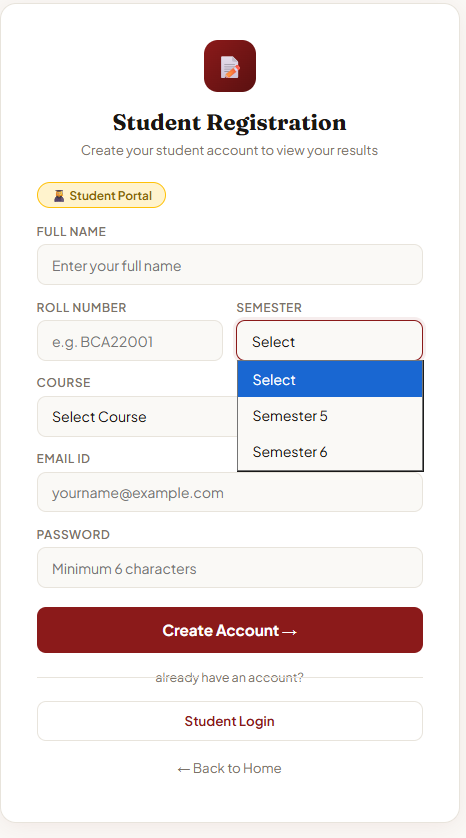 Student Registration
Create your student account to view your results
Student Portal
FULL NAME
Enter your full name
ROLL NUMBER
SEMESTER
e.g. BCA22001
Select
Select
Semester 5
Semester 6
COURSE
Select Course
EMAIL ID
yourname@example.com
PASSWORD
Minimum 6 characters
Create Account →
already have an account?
Student Login
← Back to Home